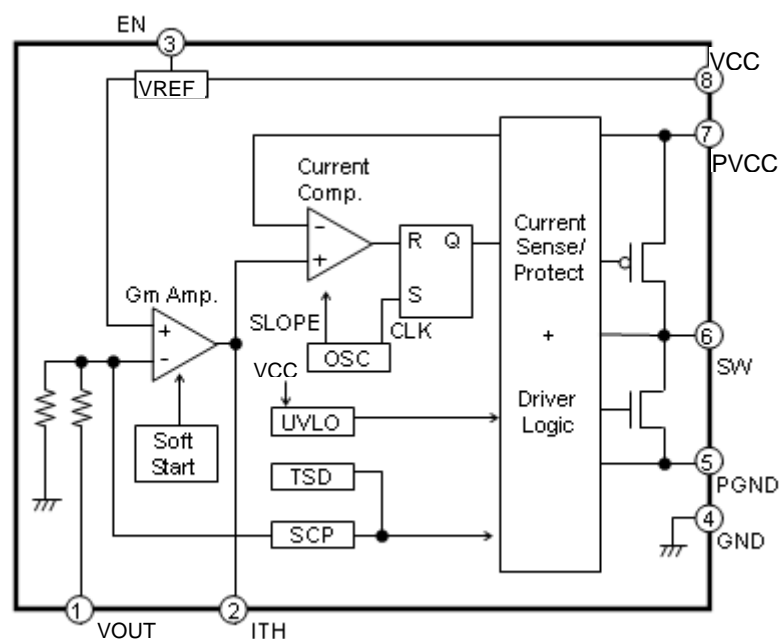 EN
3
VCC
8
VREF
7
PVCC
Current
Comp.
-
+
R Q
S
Current
Sense/
Protect
+
Driver
Logic
Gm Amp.
+
-
SLOPE
OSC
CLK
6
SW
VCC
UVLO
Soft
Start
TSD
SCP
5
PGND
4
GND
1
VOUT
2
ITH